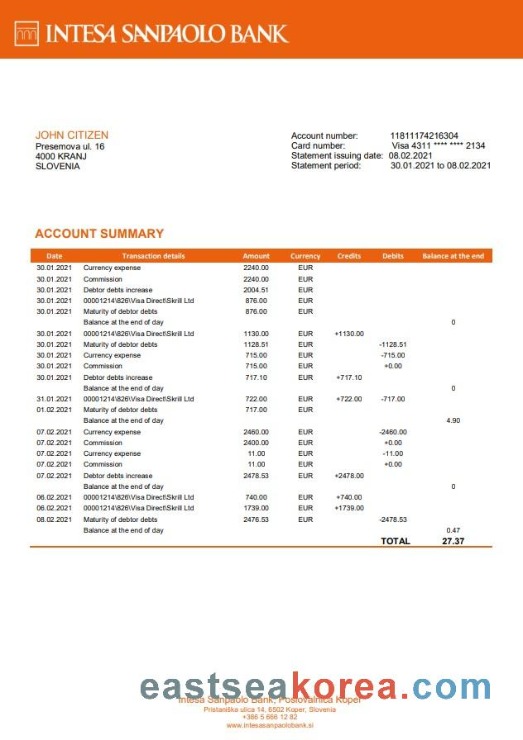 INTESA SANPAOLO BANK
JOHN CITIZEN
Presemova ul. 16
4000 KRANJ
SLOVENIA
Account number: 11811174216304
Card number: Visa 4311 **** **** 2134
Statement issuing date: 08.02.2021
Statement period: 30.01.2021 to 08.02.2021
ACCOUNT SUMMARY
Date Transaction details Amount Currency Credits Debits Balance at the end
30.01.2021 Currency expense 2240.00 EUR
30.01.2021 Commission 2240.00 EUR
30.01.2021 Debtor debts increase 2004.51 EUR
30.01.2021 00001214\826\Visa Direct\Skrill Ltd 876.00 EUR
30.01.2021 Maturity of debtor debts 876.00 EUR
Balance at the end of day 0
30.01.2021 00001214\826\Visa Direct\Skrill Ltd 1130.00 EUR +1130.00
30.01.2021 Maturity of debtor debts 1128.51 EUR -1128.51
30.01.2021 Currency expense 715.00 EUR -715.00
30.01.2021 Commission 715.00 EUR +0.00
30.01.2021 Debtor debts increase 717.10 EUR +717.10
Balance at the end of day 0
31.01.2021 00001214\826\Visa Direct\Skrill Ltd 722.00 EUR +722.00 -717.00
01.02.2021 Maturity of debtor debts 717.00 EUR
Balance at the end of day 4.90
07.02.2021 Currency expense 2460.00 EUR -2460.00
07.02.2021 Commission 2400.00 EUR +0.00
07.02.2021 Currency expense 11.00 EUR -11.00
07.02.2021 Commission 11.00 EUR +0.00
07.02.2021 Debtor debts increase 2478.53 EUR +2478.00
Balance at the end of day 0
06.02.2021 00001214\826\Visa Direct\Skrill Ltd 740.00 EUR +740.00
06.02.2021 00001214\826\Visa Direct\Skrill Ltd 1739.00 EUR +1739.00
08.02.2021 Maturity of debtor debts 2476.53 EUR -2478.53
Balance at the end of day 0.47
TOTAL 27.37
eastseakorea.com
Intesa Sanpaolo Bank, Poslovalnica Koper
Pristaniška ulica 14, 6502 Koper, Slovenia
+386 5 666 12 82
www.intesasanpaolobank.si